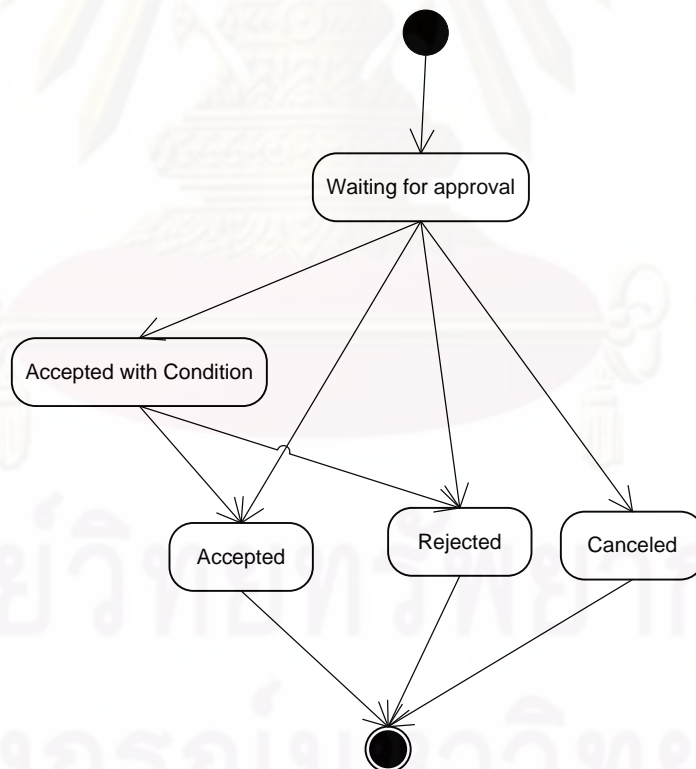 Waiting for approval
Accepted with Condition
Accepted
Rejected
Canceled